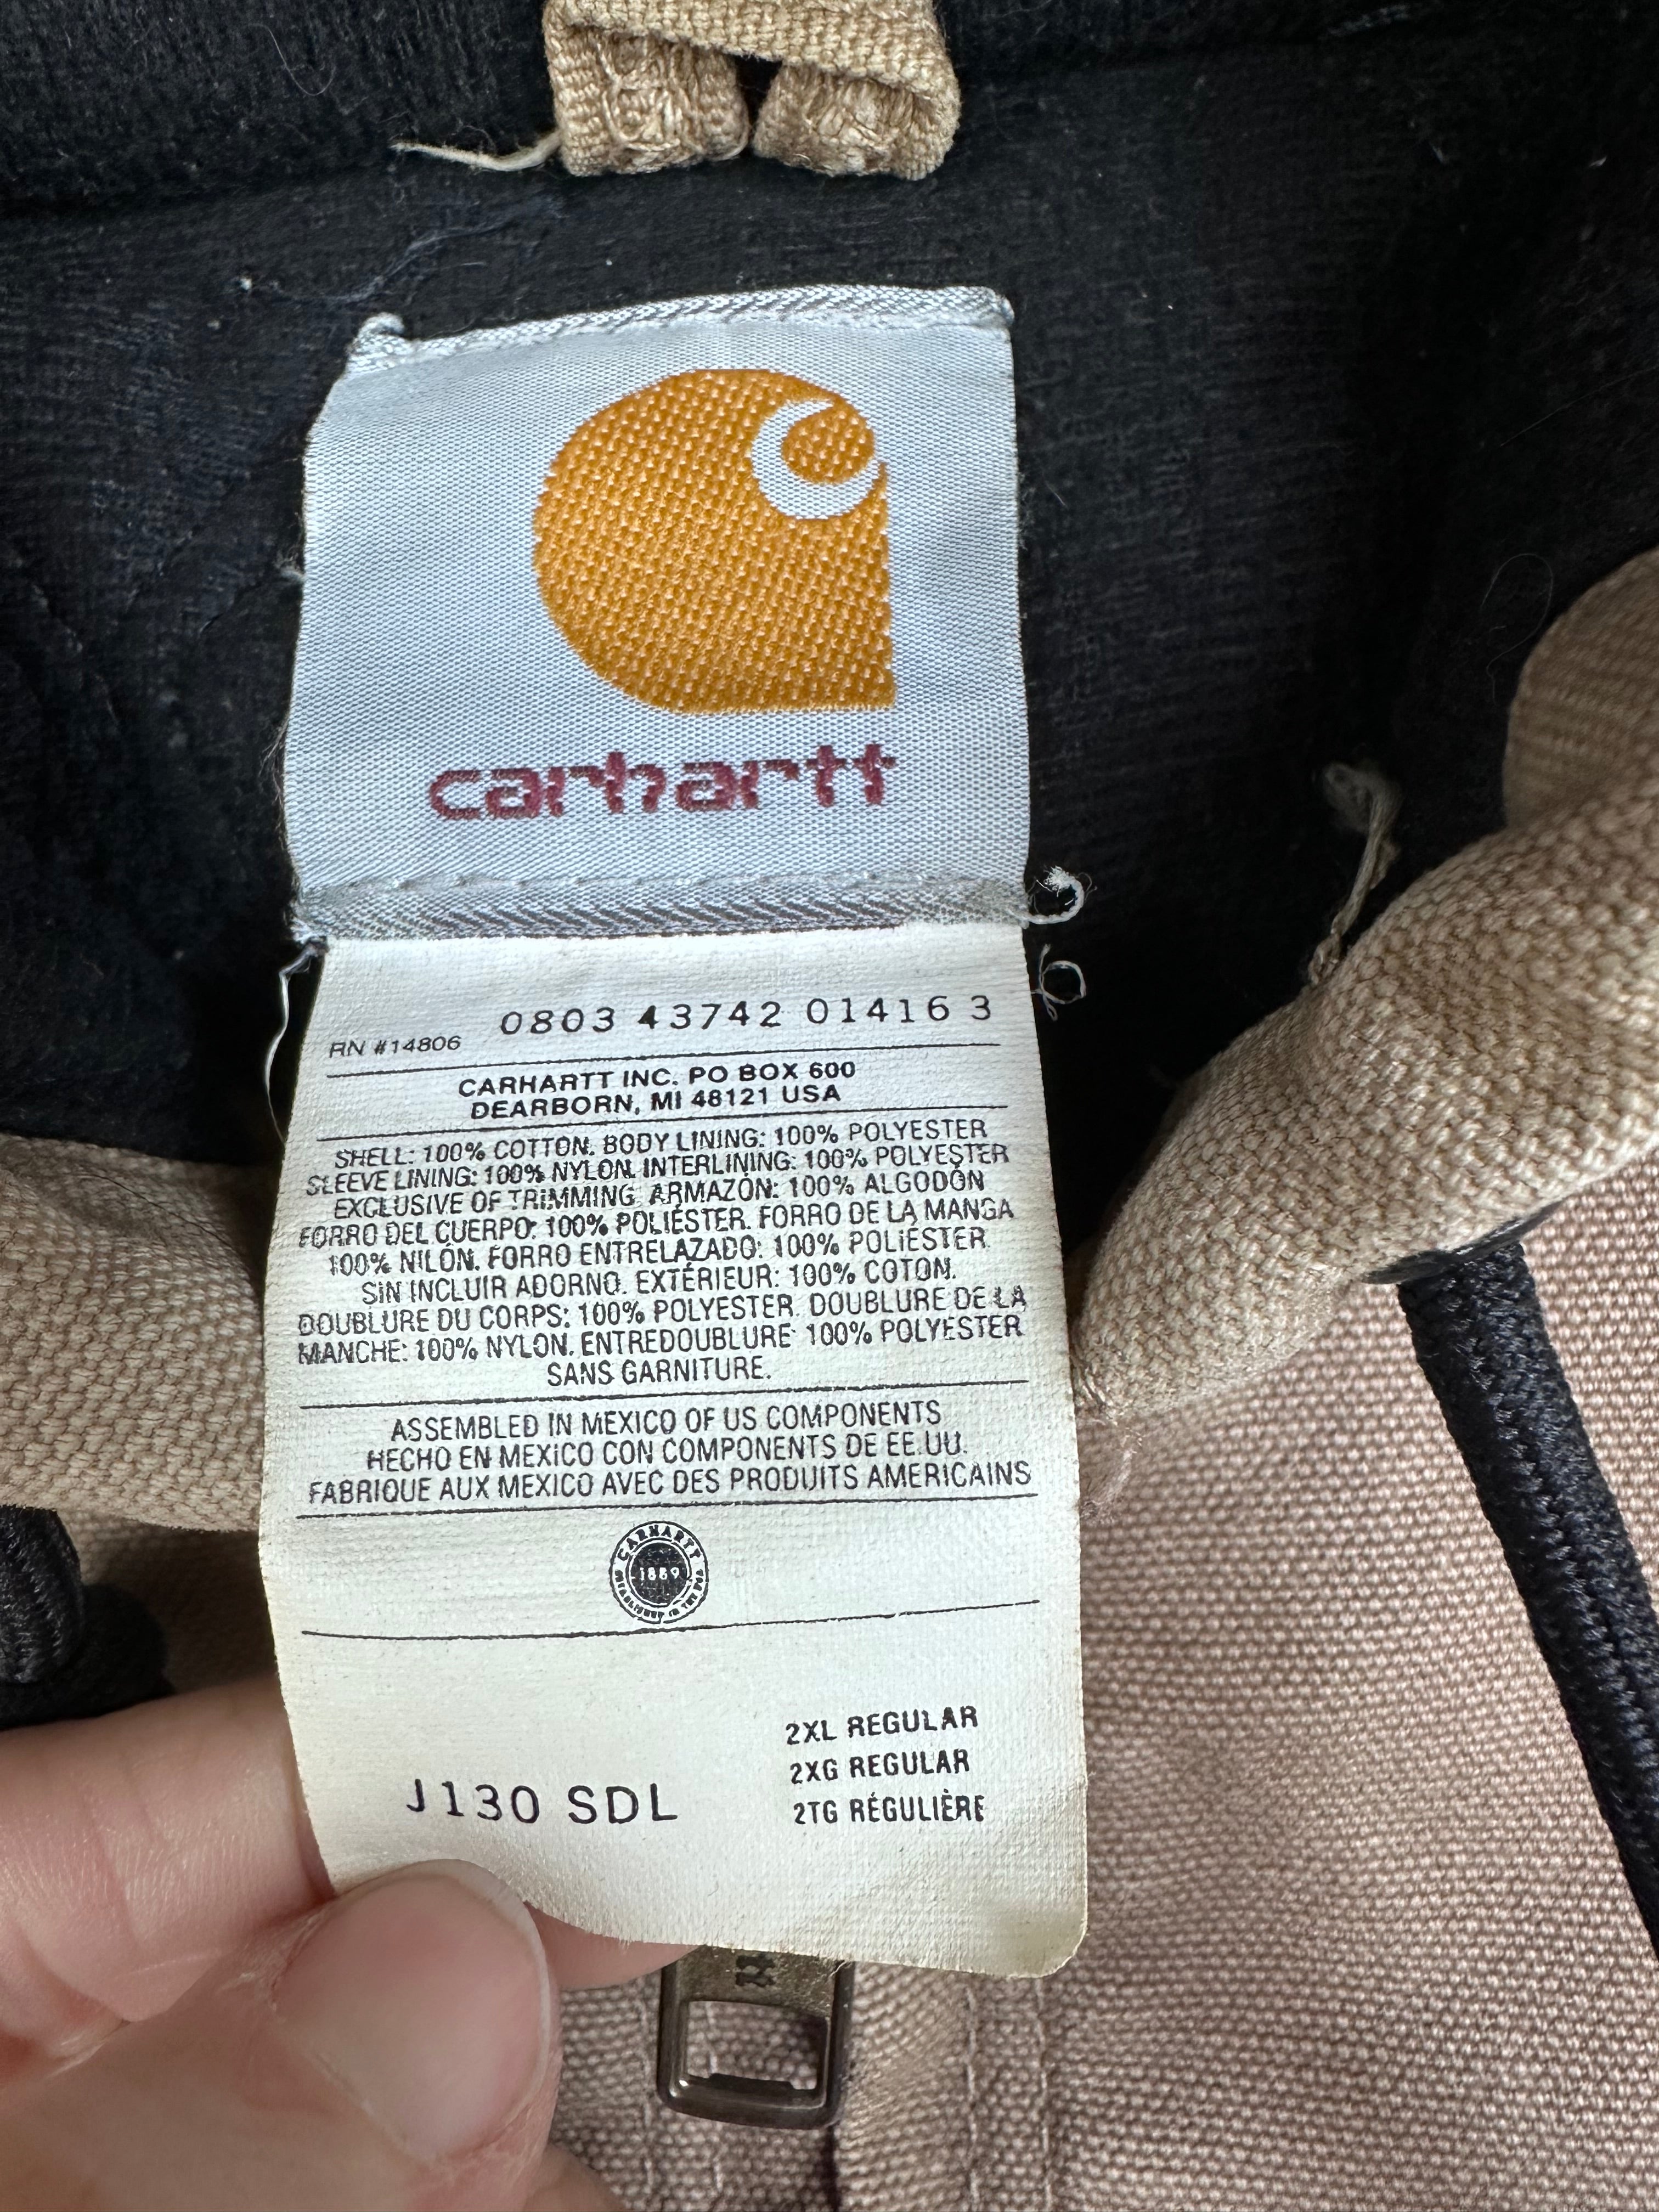 carhartt
0803 43742 01416 3
RN #14806
CARHARTT INC. PO BOX 600
DEARBORN, MI 48121 USA
SHELL: 100% COTTON. BODY LINING: 100% POLYESTER
SLEEVE LINING: 100% NYLON. INTERLINING: 100% POLYESTER
EXCLUSIVE OF TRIMMING. ARMAZÓN: 100% ALGODÓN
FORRO DEL CUERPO: 100% POLIÉSTER. FORRO DE LA MANGA
100% NILÓN. FORRO ENTRELAZADO: 100% POLIÉSTER.
SIN INCLUIR ADORNO. EXTÉRIEUR: 100% COTON.
DOUBLURE DU CORPS: 100% POLYESTER. DOUBLURE DE LA
MANCHE: 100% NYLON. ENTREDOUBLURE: 100% POLYESTER
SANS GARNITURE.
ASSEMBLED IN MEXICO OF US COMPONENTS
HECHO EN MEXICO CON COMPONENTS DE EE.UU.
FABRIQUE AUX MEXICO AVEC DES PRODUITS AMERICAINS
CARHARTT
1889
ESTABLISHED IN THE USA
2XL REGULAR
2XG REGULAR
2TG RÉGULIÈRE
J130 SDL